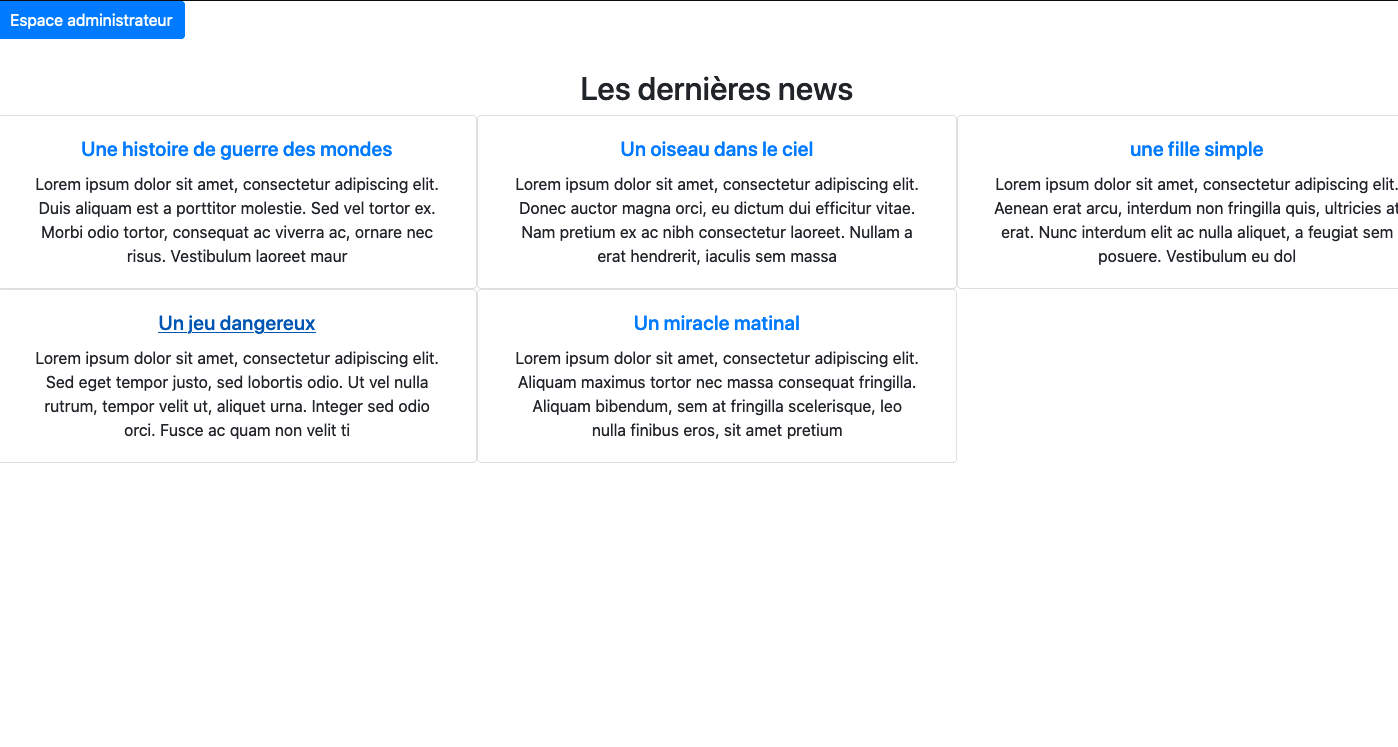 Espace administrateur
Les dernières news
Une histoire de guerre des mondes
Lorem ipsum dolor sit amet, consectetur adipiscing elit.
Duis aliquam est a porttitor molestie. Sed vel tortor ex.
Morbi odio tortor, consequat ac viverra ac, ornare nec
risus. Vestibulum laoreet maur
Un oiseau dans le ciel
Lorem ipsum dolor sit amet, consectetur adipiscing elit.
Donec auctor magna orci, eu dictum dui efficitur vitae.
Nam pretium ex ac nibh consectetur laoreet. Nullam a
erat hendrerit, iaculis sem massa
une fille simple
Lorem ipsum dolor sit amet, consectetur adipiscing elit.
Aenean erat arcu, interdum non fringilla quis, ultricies at
erat. Nunc interdum elit ac nulla aliquet, a feugiat sem
posuere. Vestibulum eu dol
Un jeu dangereux
Lorem ipsum dolor sit amet, consectetur adipiscing elit.
Sed eget tempor justo, sed lobortis odio. Ut vel nulla
rutrum, tempor velit ut, aliquet urna. Integer sed odio
orci. Fusce ac quam non velit ti
Un miracle matinal
Lorem ipsum dolor sit amet, consectetur adipiscing elit.
Aliquam maximus tortor nec massa consequat fringilla.
Aliquam bibendum, sem at fringilla scelerisque, leo
nulla finibus eros, sit amet pretium